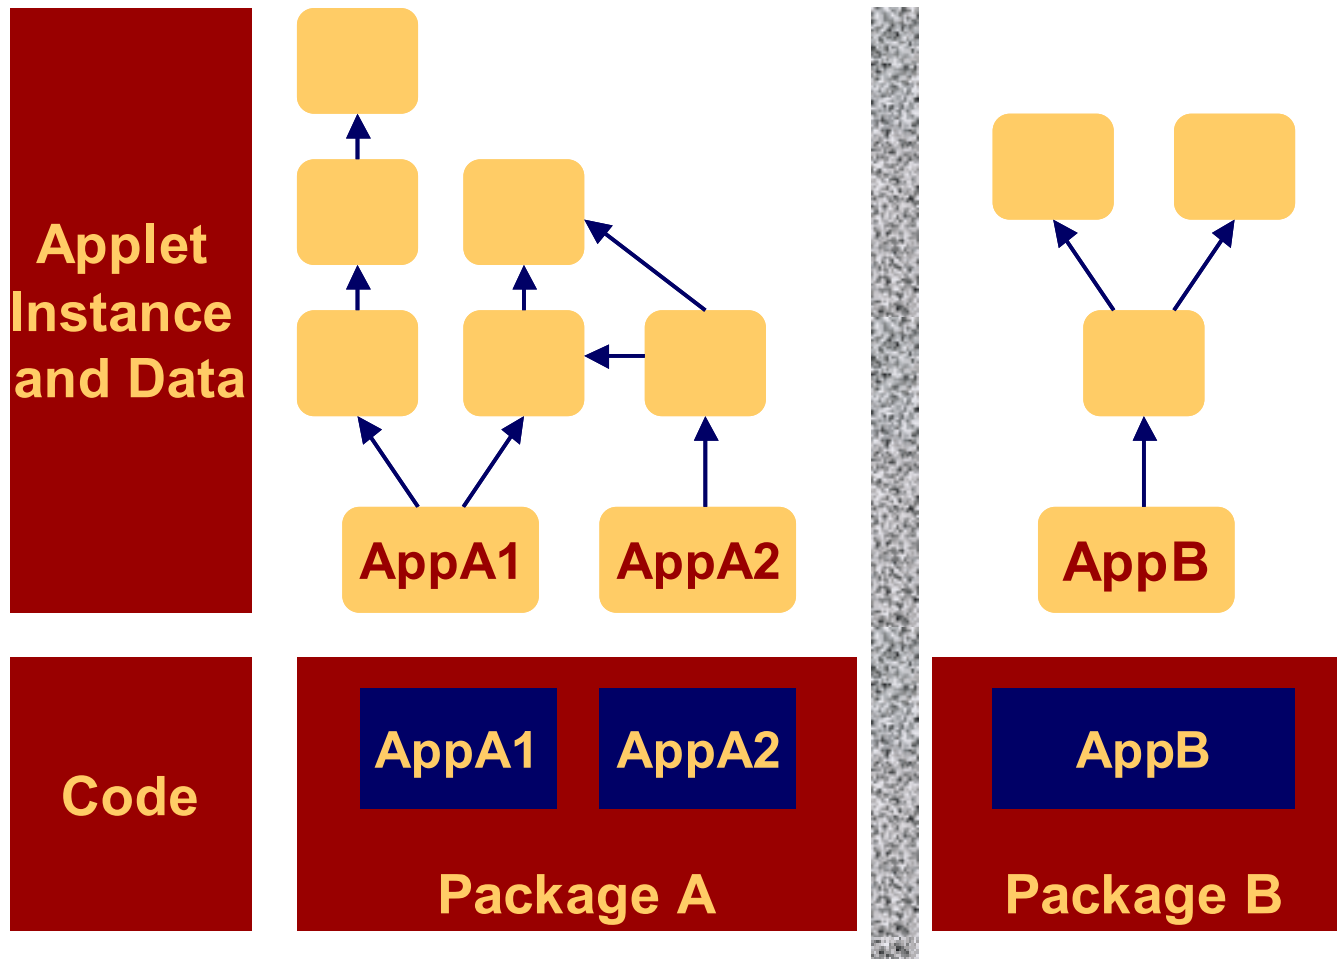 Applet
Instance
and Data
AppA1
AppA2
AppB
Code
AppA1
AppA2
AppB
Package A
Package B